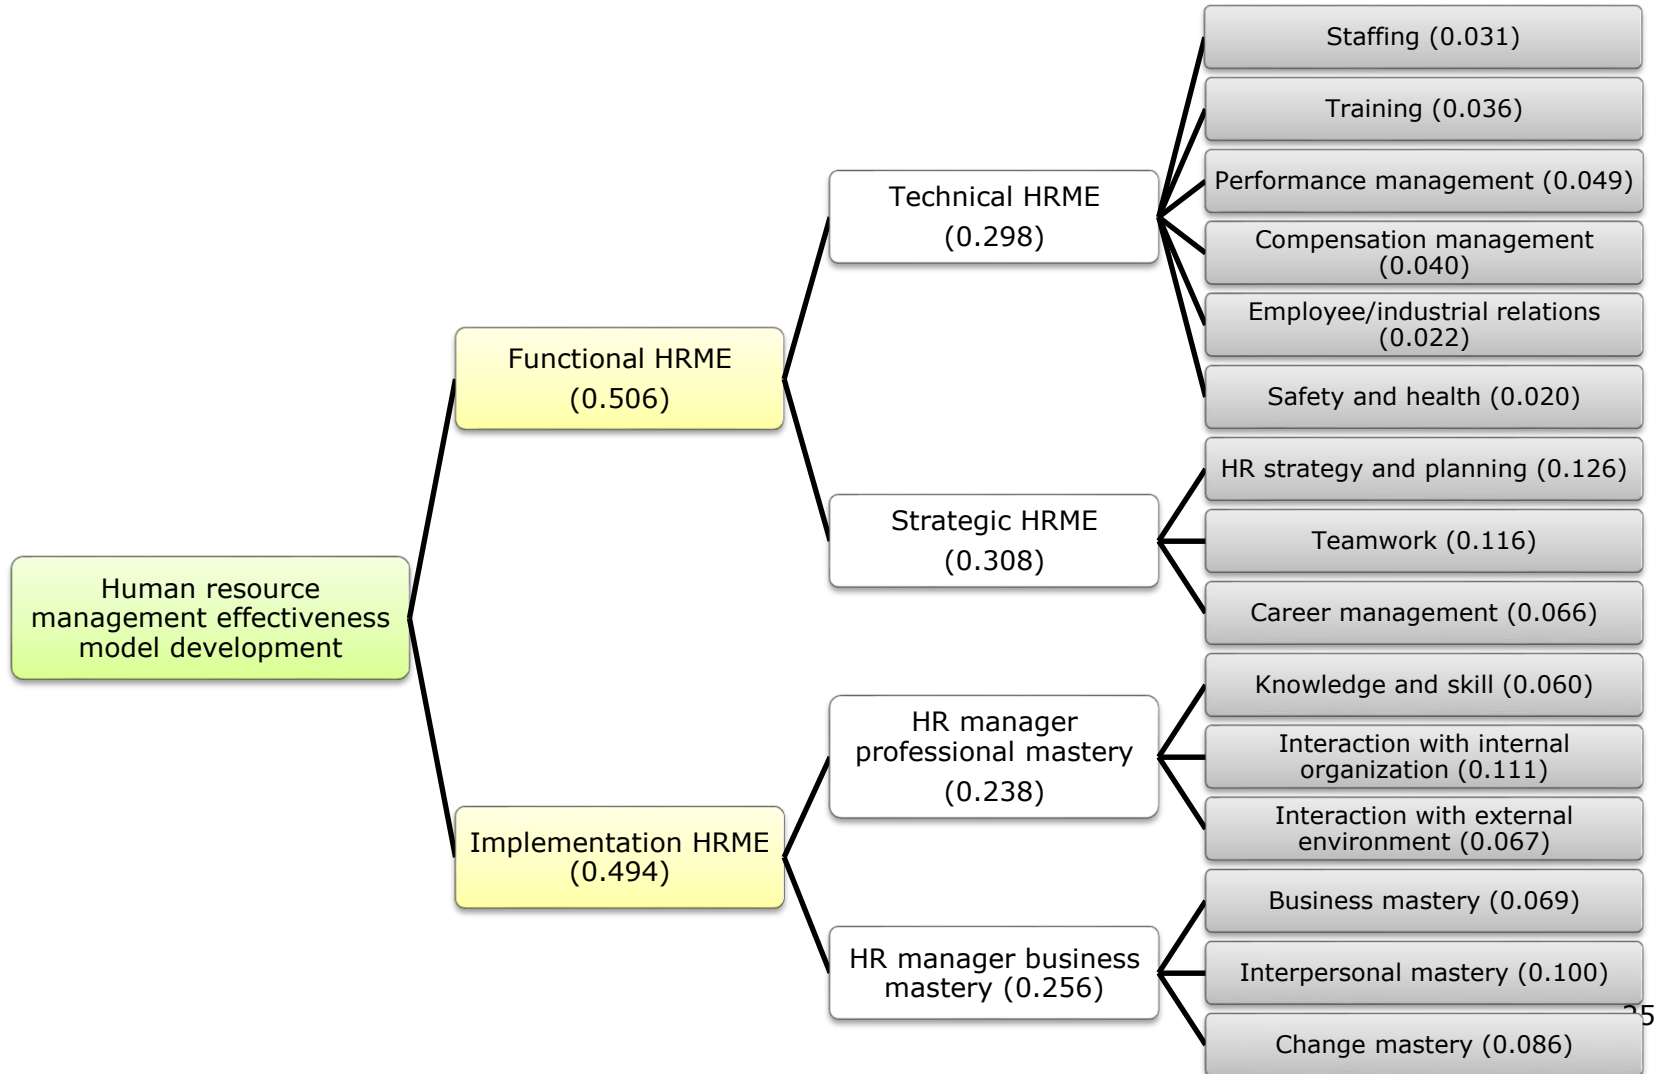 Human resource
management effectiveness
model development
Functional HRME
(0.506)
Implementation HRME
(0.494)
Technical HRME
(0.298)
Strategic HRME
(0.308)
HR manager
professional mastery
(0.238)
HR manager business
mastery (0.256)
Staffing (0.031)
Training (0.036)
Performance management (0.049)
Compensation management
(0.040)
Employee/industrial relations
(0.022)
Safety and health (0.020)
HR strategy and planning (0.126)
Teamwork (0.116)
Career management (0.066)
Knowledge and skill (0.060)
Interaction with internal
organization (0.111)
Interaction with external
environment (0.067)
Business mastery (0.069)
Interpersonal mastery (0.100)
Change mastery (0.086)